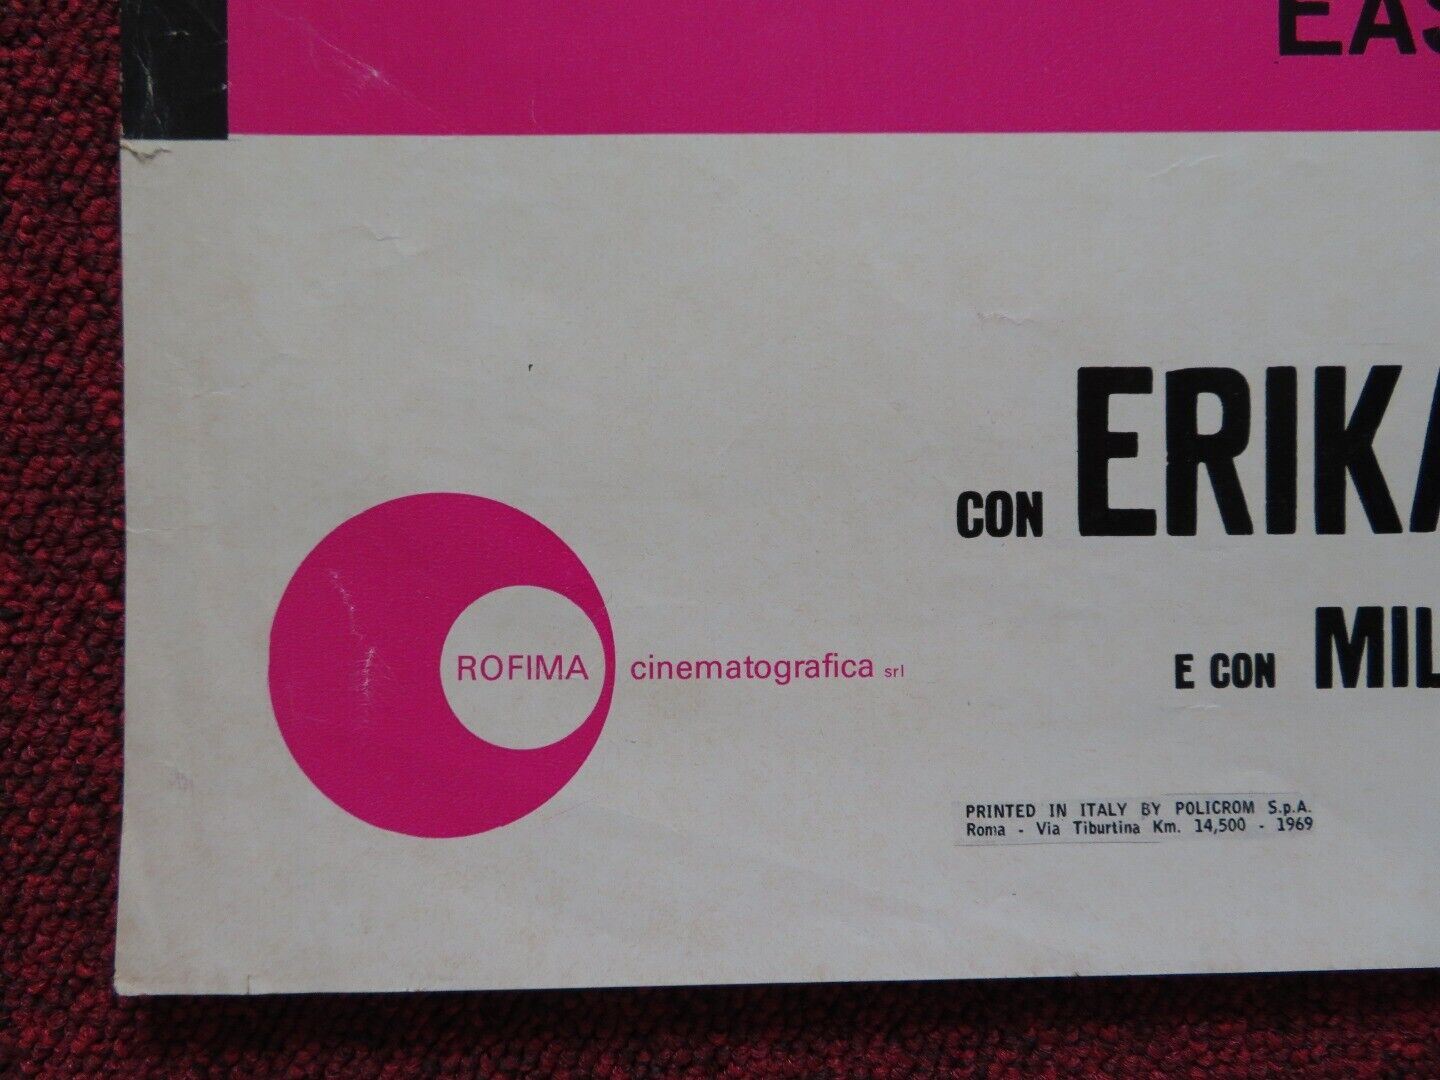 EAS
CON ERIKA
ROFIMA cinematografica srl
E CON MIL
PRINTED IN ITALY BY POLICROM S.p.A.
Roma - Via Tiburtina Km. 14,500 - 1969